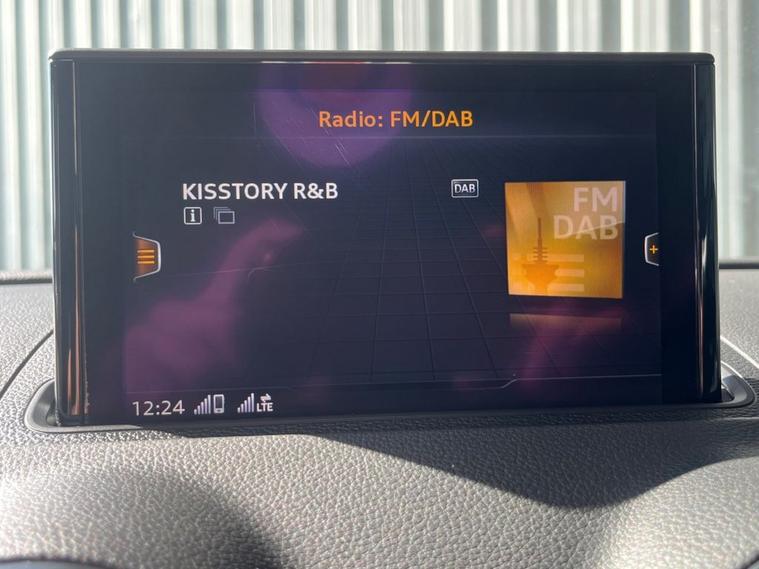 Radio: FM/DAB
KISSTORY R&B
DAB
i
FM
DAB
12:24
LTE